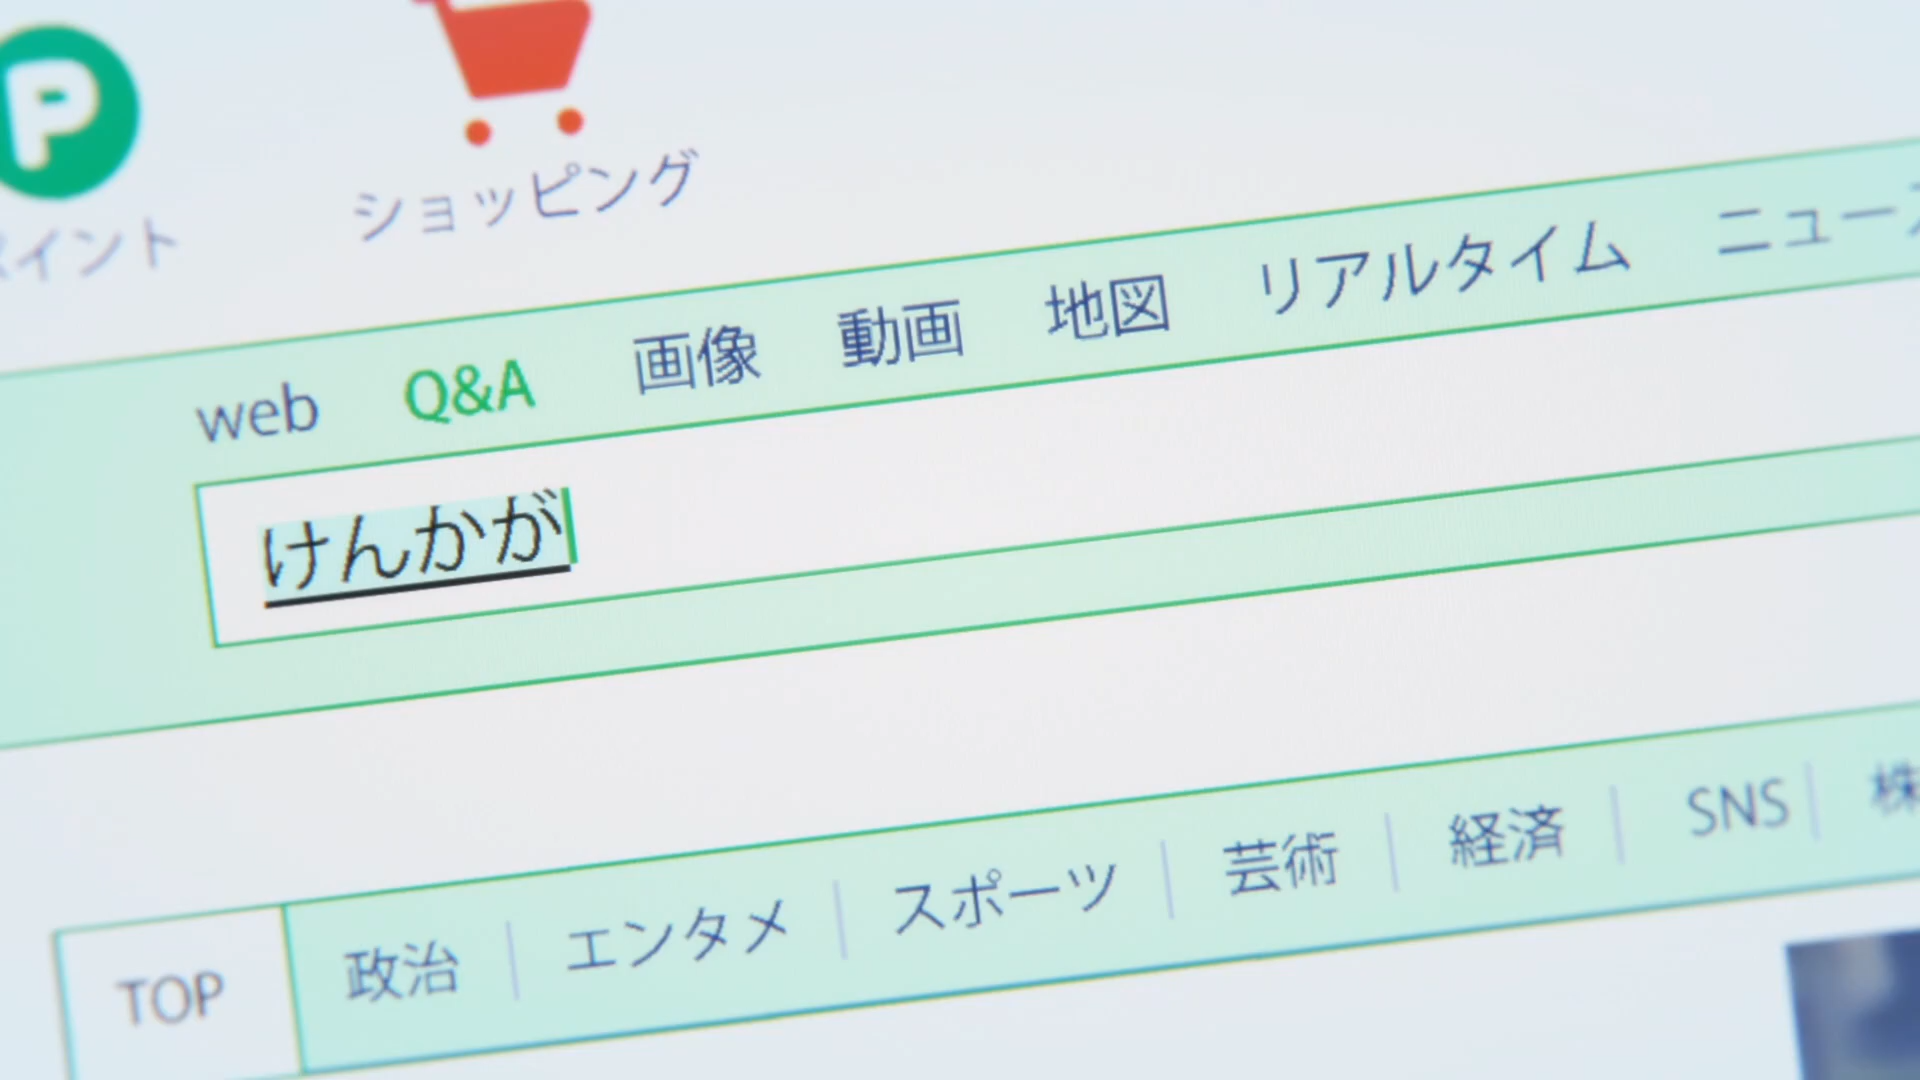 P
ショッピング
イント
web Q&A 画像 動画 地図 リアルタイム ニュー
けんかが
TOP 政治 エンタメ スポーツ 芸術 経済 SNS 株